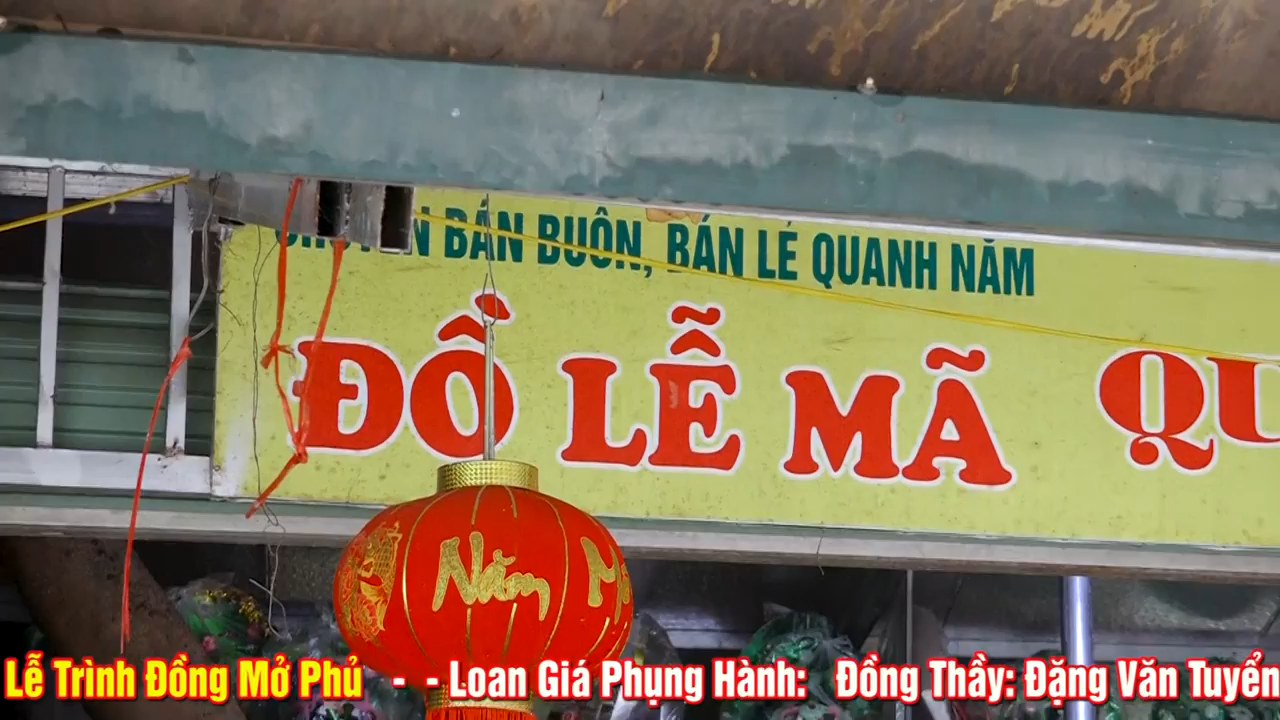 BÁN BUÔN, BÁN LẺ QUANH NĂM
ĐỒ LỄ MÃ
Năm
Lễ Trình Đồng Mở Phủ - - Loan Giá Phụng Hành: Đồng Thầy: Đặng Văn Tuyển